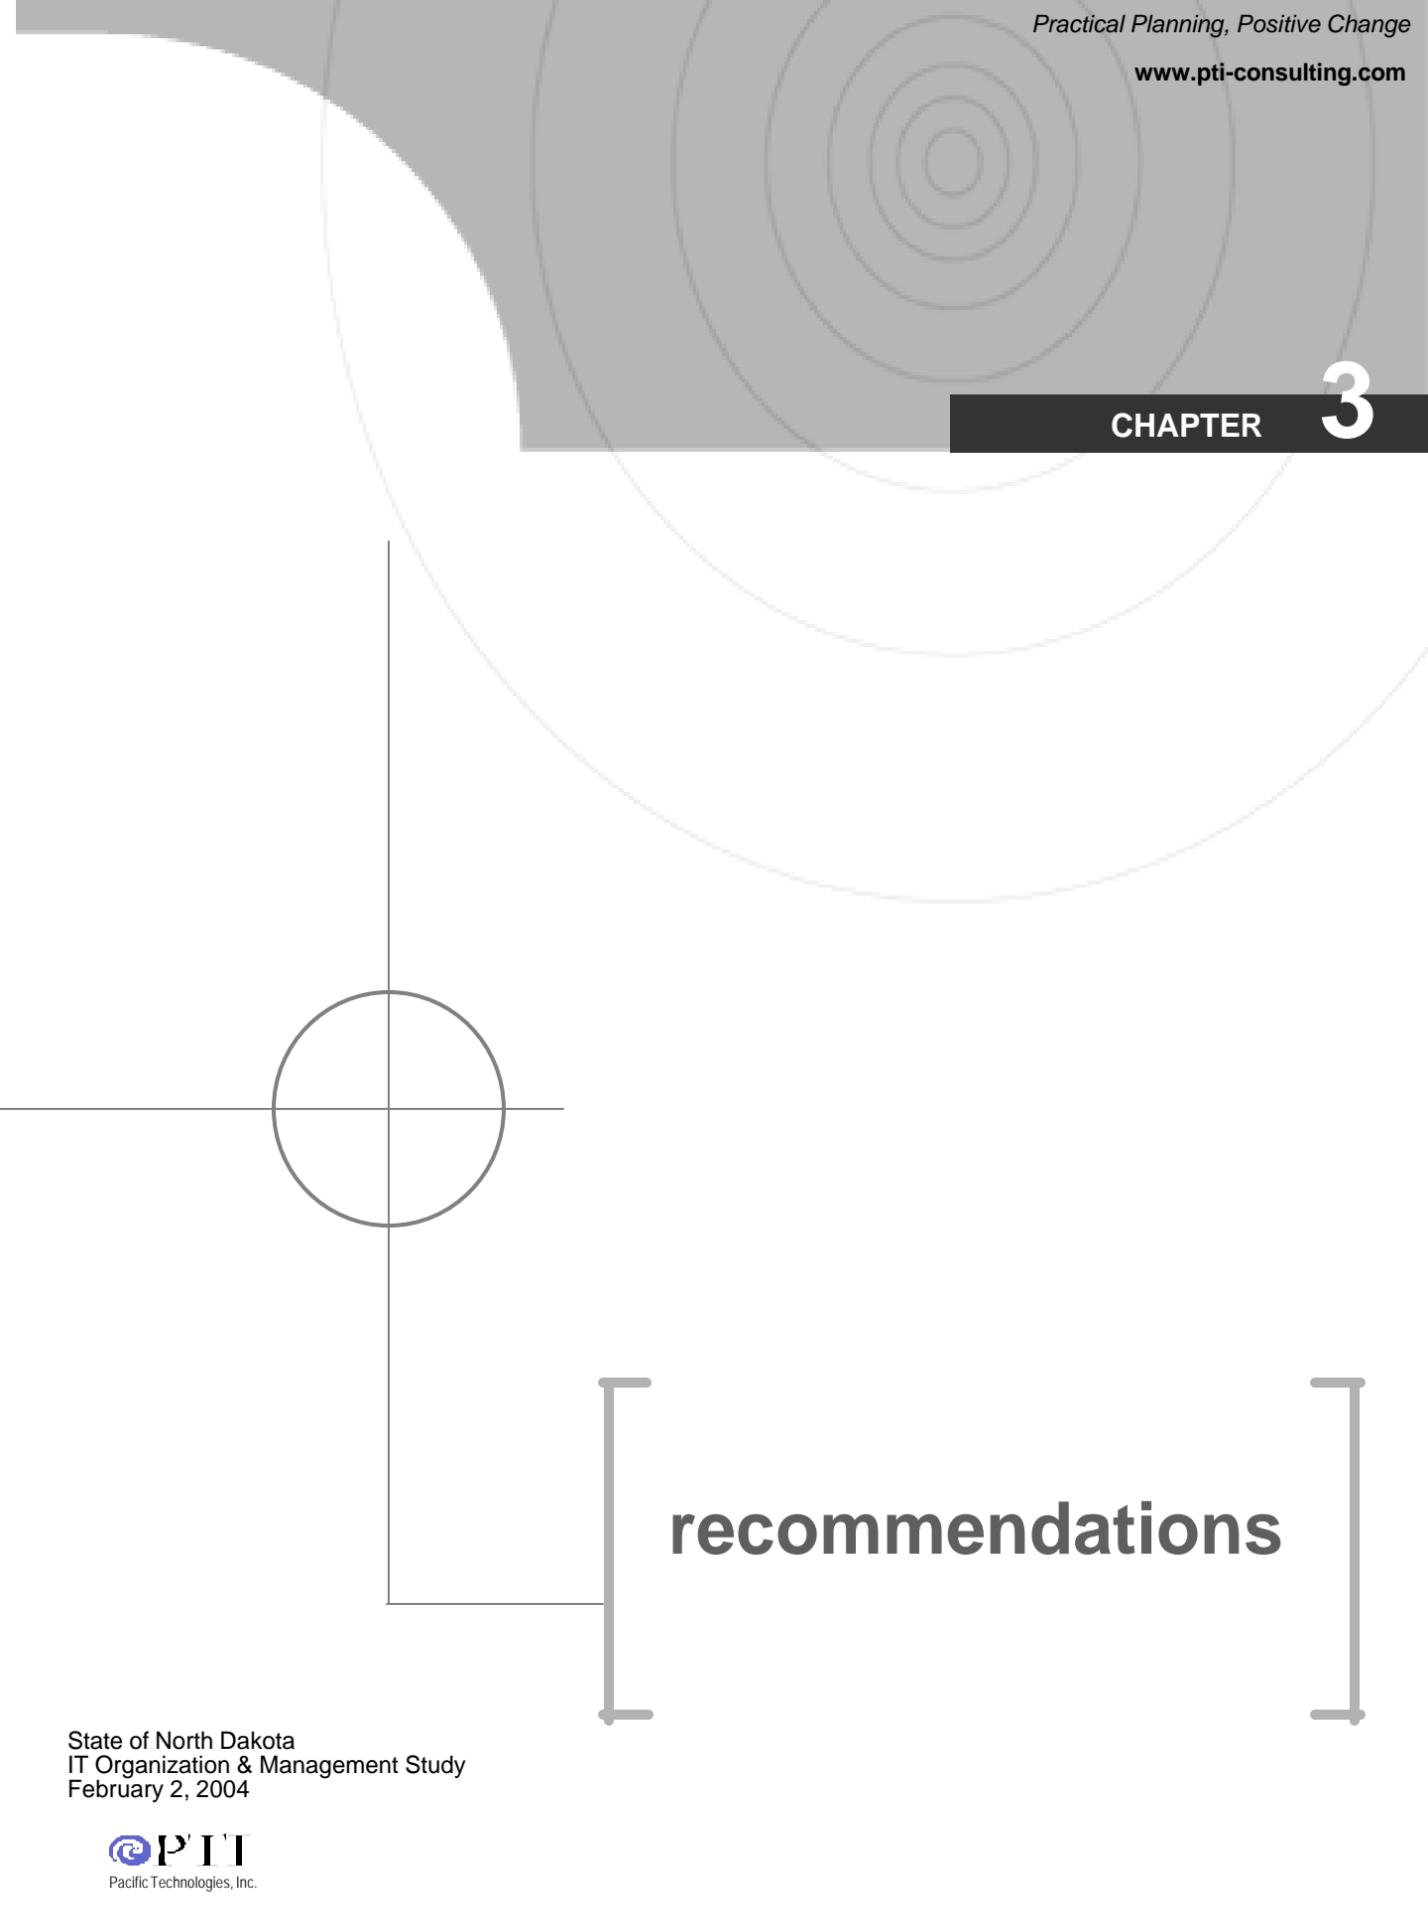 Practical Planning, Positive Change
www.pti-consulting.com
CHAPTER 3
recommendations
State of North Dakota
IT Organization & Management Study
February 2, 2004
PTI
Pacific Technologies, Inc.